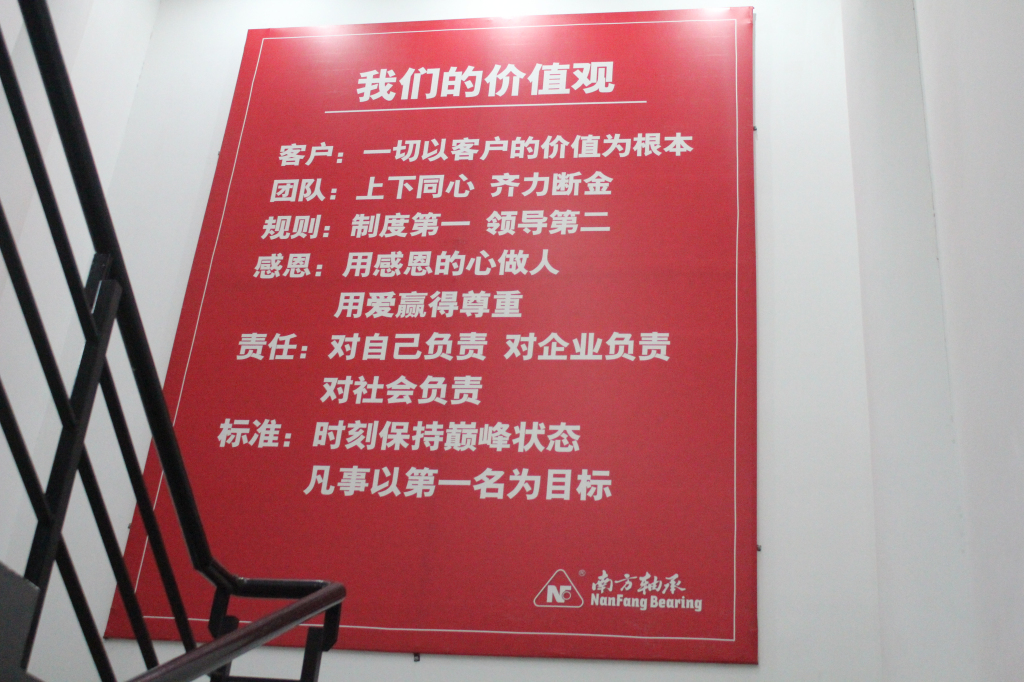 我们的价值观
客户：一切以客户的价值为根本
团队：上下同心 齐力断金
规则：制度第一 领导第二
感恩：用感恩的心做人
用爱赢得尊重
责任：对自己负责 对企业负责
对社会负责
标准：时刻保持巅峰状态
凡事以第一名为目标
NF ® 南方轴承
NanFang Bearing